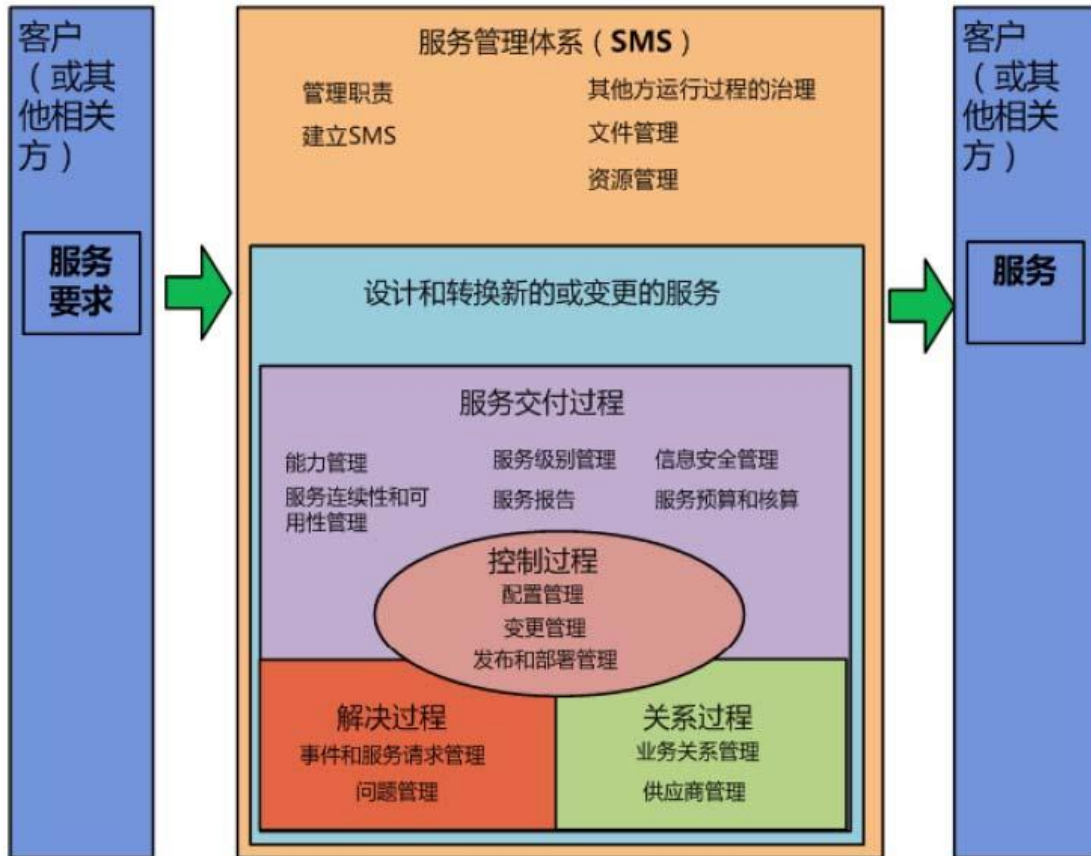 客户
（或其
他相关
方）
服务
要求
服务管理体系（SMS）
管理职责
其他方运行过程的治理
建立SMS
文件管理
资源管理
设计和转换新的或变更的服务
服务交付过程
能力管理
服务级别管理
信息安全管理
服务连续性和可
用性管理
服务报告
服务预算和核算
控制过程
配置管理
变更管理
发布和部署管理
解决过程
事件和服务请求管理
问题管理
关系过程
业务关系管理
供应商管理
客户
（或其
他相关
方）
服务